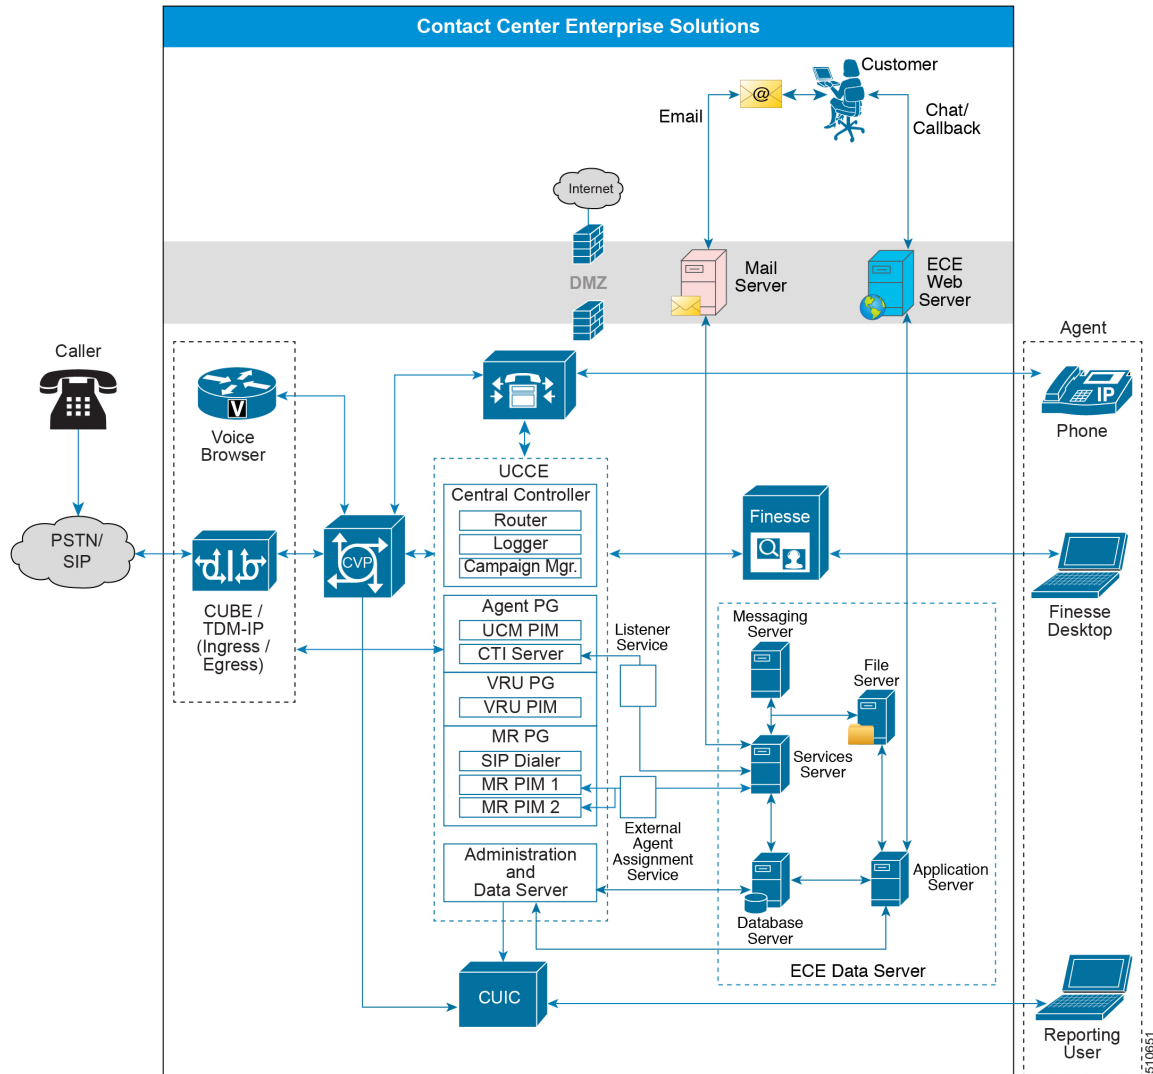 Contact Center Enterprise Solutions
Customer
@
Email
Chat/
Callback
Internet
DMZ
Mail
Server
ECE
Web
Server
Agent
Caller
V
Voice
Browser
IP
Phone
UCCE
Central Controller
Router
Logger
Campaign Mgr.
Finesse
PSTN/
SIP
CVP
CUBE /
TDM-IP
(Ingress /
Egress)
Finesse
Desktop
Agent PG
UCM PIM
CTI Server
Listener
Service
Messaging
Server
File
Server
VRU PG
VRU PIM
MR PG
SIP Dialer
MR PIM 1
MR PIM 2
Services
Server
External
Agent
Assignment
Service
Administration
and
Data Server
Application
Server
Database
Server
ECE Data Server
CUIC
Reporting
User
510651